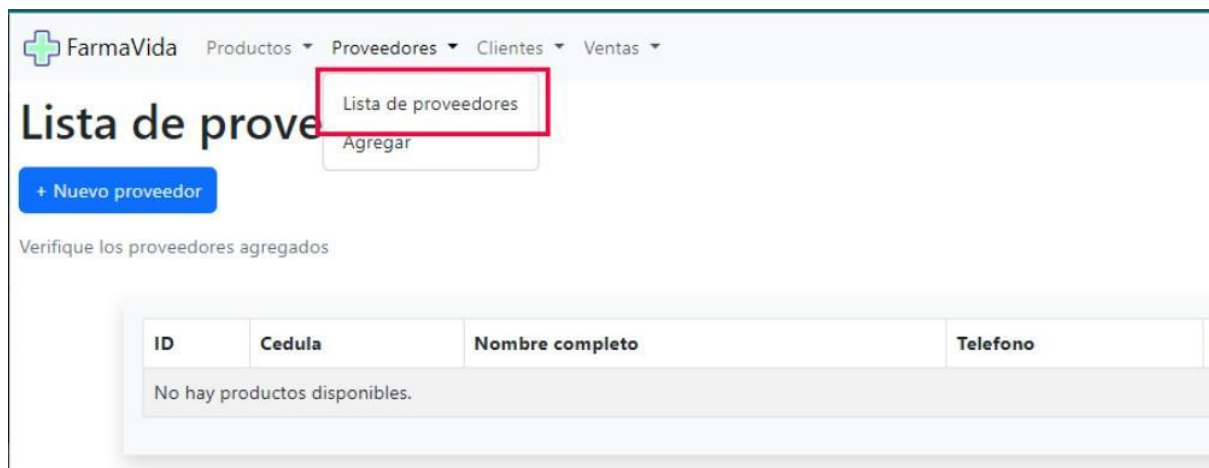 FarmaVida Productos Proveedores Clientes Ventas
Lista de proveedores
Agregar
Lista de prove
+ Nuevo proveedor
Verifique los proveedores agregados
ID Cedula Nombre completo Telefono
No hay productos disponibles.